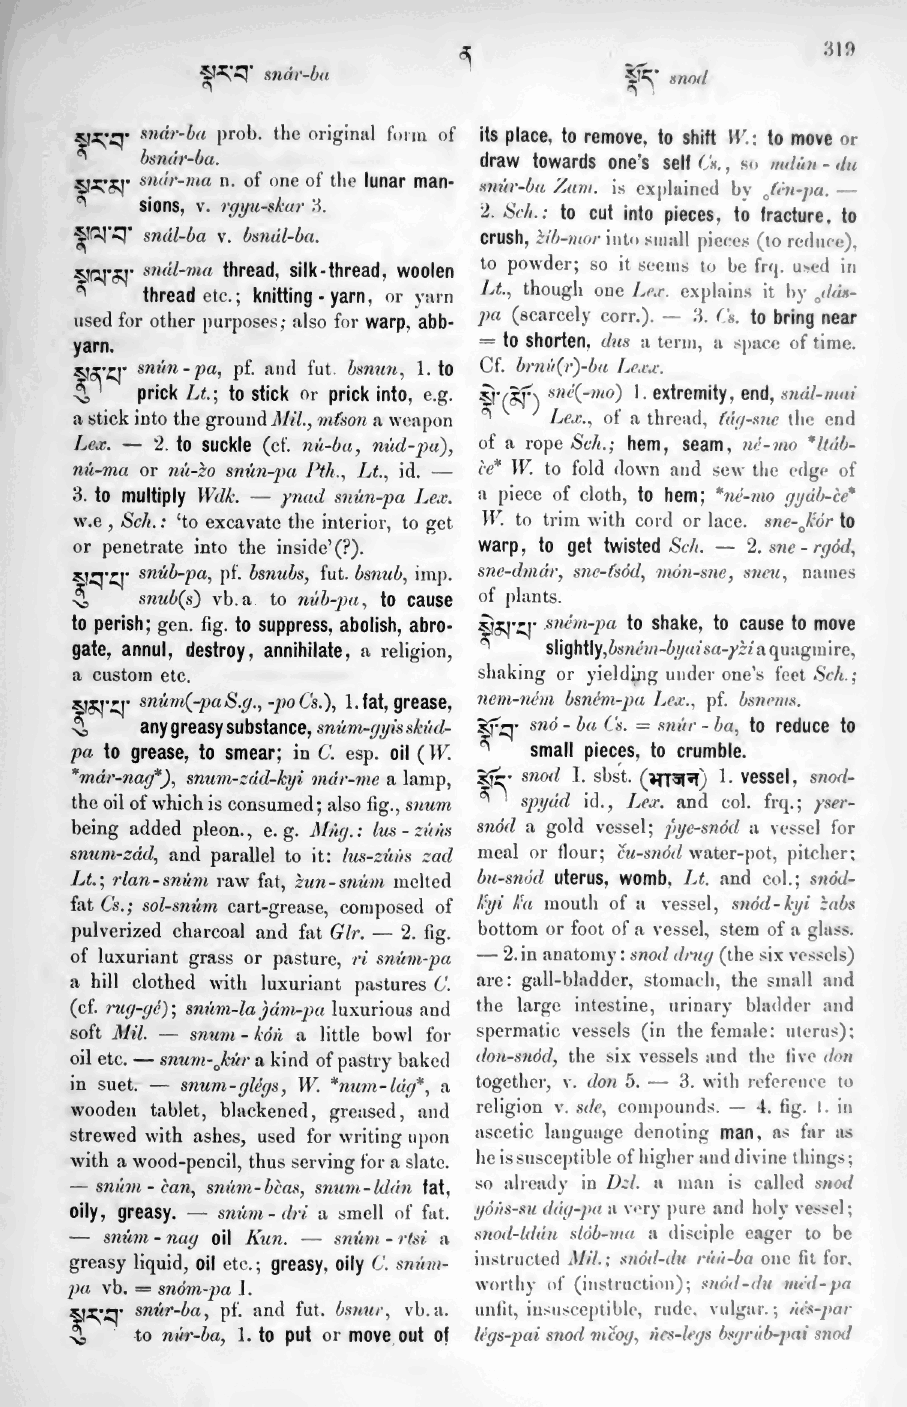 ན
319
སྣར་བ་ snár-ba
སྣོད་ snod
སྣར་བ་ snár-ba prob. the original form of
bsnár-ba.
སྣར་མ་ snár-ma n. of one of the lunar man-
sions, v. rgyu-skar 3.
སྣལ་བ་ snál-ba v. bsnál-ba.
སྣལ་མ་ snál-ma thread, silk-thread, woolen
thread etc.; knitting-yarn, or yarn
used for other purposes; also for warp, abb-
yarn.
སྣུན་པ་ snún-pa, pf. and fut. bsnun, 1. to
prick Lt.; to stick or prick into, e.g.
a stick into the ground Mil., mťson a weapon
Lex. — 2. to suckle (cf. nú-ba, núd-pa),
nú-ma or nú-żo snún-pa Pth., Lt., id. —
3. to multiply Wdk. — ɣnad snún-pa Lex.
w.e, Sch.: ‘to excavate the interior, to get
or penetrate into the inside’(?).
སྣུབ་པ་ snúb-pa, pf. bsnubs, fut. bsnub, imp.
snub(s) vb.a. to núb-pa, to cause
to perish; gen. fig. to suppress, abolish, abro-
gate, annul, destroy, annihilate, a religion,
a custom etc.
སྣུམ་པ་ snúm(-pa S.g., -po Cs.), 1. fat, grease,
any greasy substance, snúm-gyis skúd-
pa to grease, to smear; in C. esp. oil (W.
*már-nag*), snum-zád-kyi már-me a lamp,
the oil of which is consumed; also fig., snum
being added pleon., e.g. Mṅg.: lus-zúṅs
snum-zád, and parallel to it: lus-zúṅs zad
Lt.; rlan-snúm raw fat, żun-snúm melted
fat Cs.; sol-snúm cart-grease, composed of
pulverized charcoal and fat Glr. — 2. fig.
of luxuriant grass or pasture, ri snúm-pa
a hill clothed with luxuriant pastures C.
(cf. rug-gé); snúm-la ǰám-pa luxurious and
soft Mil. — snum-kóṅ a little bowl for
oil etc. — snum-₀kúr a kind of pastry baked
in suet. — snum-glégs, W. *num-lág*, a
wooden tablet, blackened, greased, and
strewed with ashes, used for writing upon
with a wood-pencil, thus serving for a slate.
— snúm-čan, snúm-bčas, snum-ldán fat,
oily, greasy. — snúm-dri a smell of fat.
— snúm-nag oil Kun. — snúm-rtsi a
greasy liquid, oil etc.; greasy, oily C. snúm-
pa vb. = snóm-pa I.
སྣུར་བ་ snúr-ba, pf. and fut. bsnur, vb.a.
to núr-ba, 1. to put or move out of
its place, to remove, to shift W.; to move or
draw towards one's self Cs., so mdún-du
snúr-ba Zam. is explained by ₀ťén-pa. —
2. Sch.: to cut into pieces, to fracture, to
crush, żib-mor into small pieces (to reduce),
to powder; so it seems to be frq. used in
Lt., though one Lex. explains it by ₀dás-
pa (scarcely corr.). — 3. Cs. to bring near
= to shorten, dus a term, a space of time.
Cf. brnú(r)-ba Lexx.
སྣེ་(མོ་) sné(-mo) 1. extremity, end, snál-mai
Lex., of a thread, ťág-sne the end
of a rope Sch.; hem, seam, né-mo *ltáb-
če* W. to fold down and sew the edge of
a piece of cloth, to hem; *né-mo gyáb-če*
W. to trim with cord or lace. sne-₀ḱór to
warp, to get twisted Sch. — 2. sne-rgód,
sne-dmár, sne-ťsód, món-sne, sneu, names
of plants.
སྣེམ་པ་ sném-pa to shake, to cause to move
slightly, bsném-byai sa-ɣżi a quagmire,
shaking or yielding under one's feet Sch.;
nem-ném bsném-pa Lex., pf. bsnems.
སྣོ་བ་ snó-ba Cs. = snúr-ba, to reduce to
small pieces, to crumble.
སྣོད་ snod I. sbst. (भाजन) 1. vessel, snod-
spyád id., Lex. and col. frq.; ɣser-
snód a gold vessel; ṕye-snód a vessel for
meal or flour; ču-snód water-pot, pitcher;
bu-snód uterus, womb, Lt. and col.; snód-
kyi ḱa mouth of a vessel, snód-kyi żabs
bottom or foot of a vessel, stem of a glass.
— 2. in anatomy: snod drug (the six vessels)
are: gall-bladder, stomach, the small and
the large intestine, urinary bladder and
spermatic vessels (in the female: uterus);
don-snód, the six vessels and the five don
together, v. don 5. — 3. with reference to
religion v. sde, compounds. — 4. fig. 1. in
ascetic language denoting man, as far as
he is susceptible of higher and divine things;
so already in Dzl. a man is called snod
yóṅs-su dág-pa a very pure and holy vessel;
snod-ldán slób-ma a disciple eager to be
instructed Mil.; snód-du rúṅ-ba one fit for,
worthy of (instruction); snód-du méd-pa
unfit, insusceptible, rude, vulgar.; ṅés-par
légs-pai snod mčog, ṅes-legs bsgrúb-pai snod